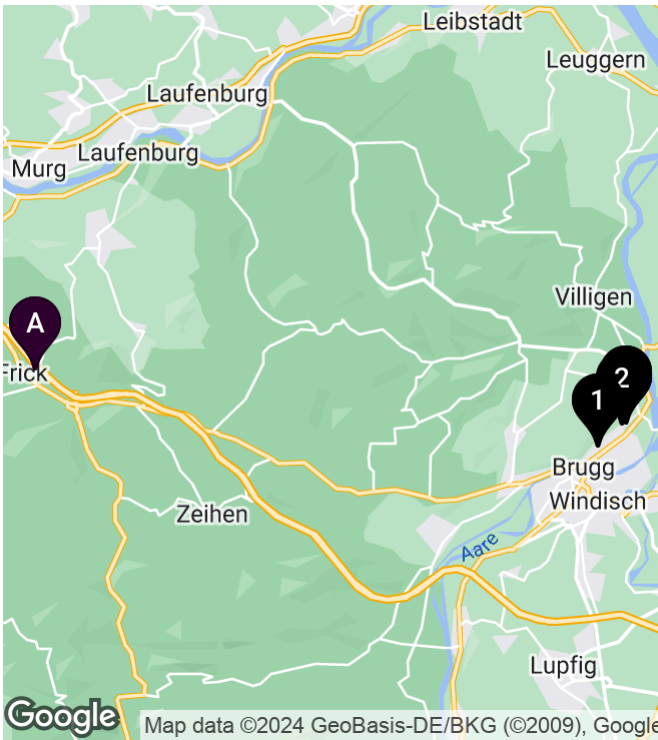 Leibstadt
Leuggern
Laufenburg
Laufenburg
Murg
Villigen
A
Frick
2
1
Brugg
Windisch
Zeihen
Aare
Lupfig
Google
Map data ©2024 GeoBasis-DE/BKG (©2009), Google